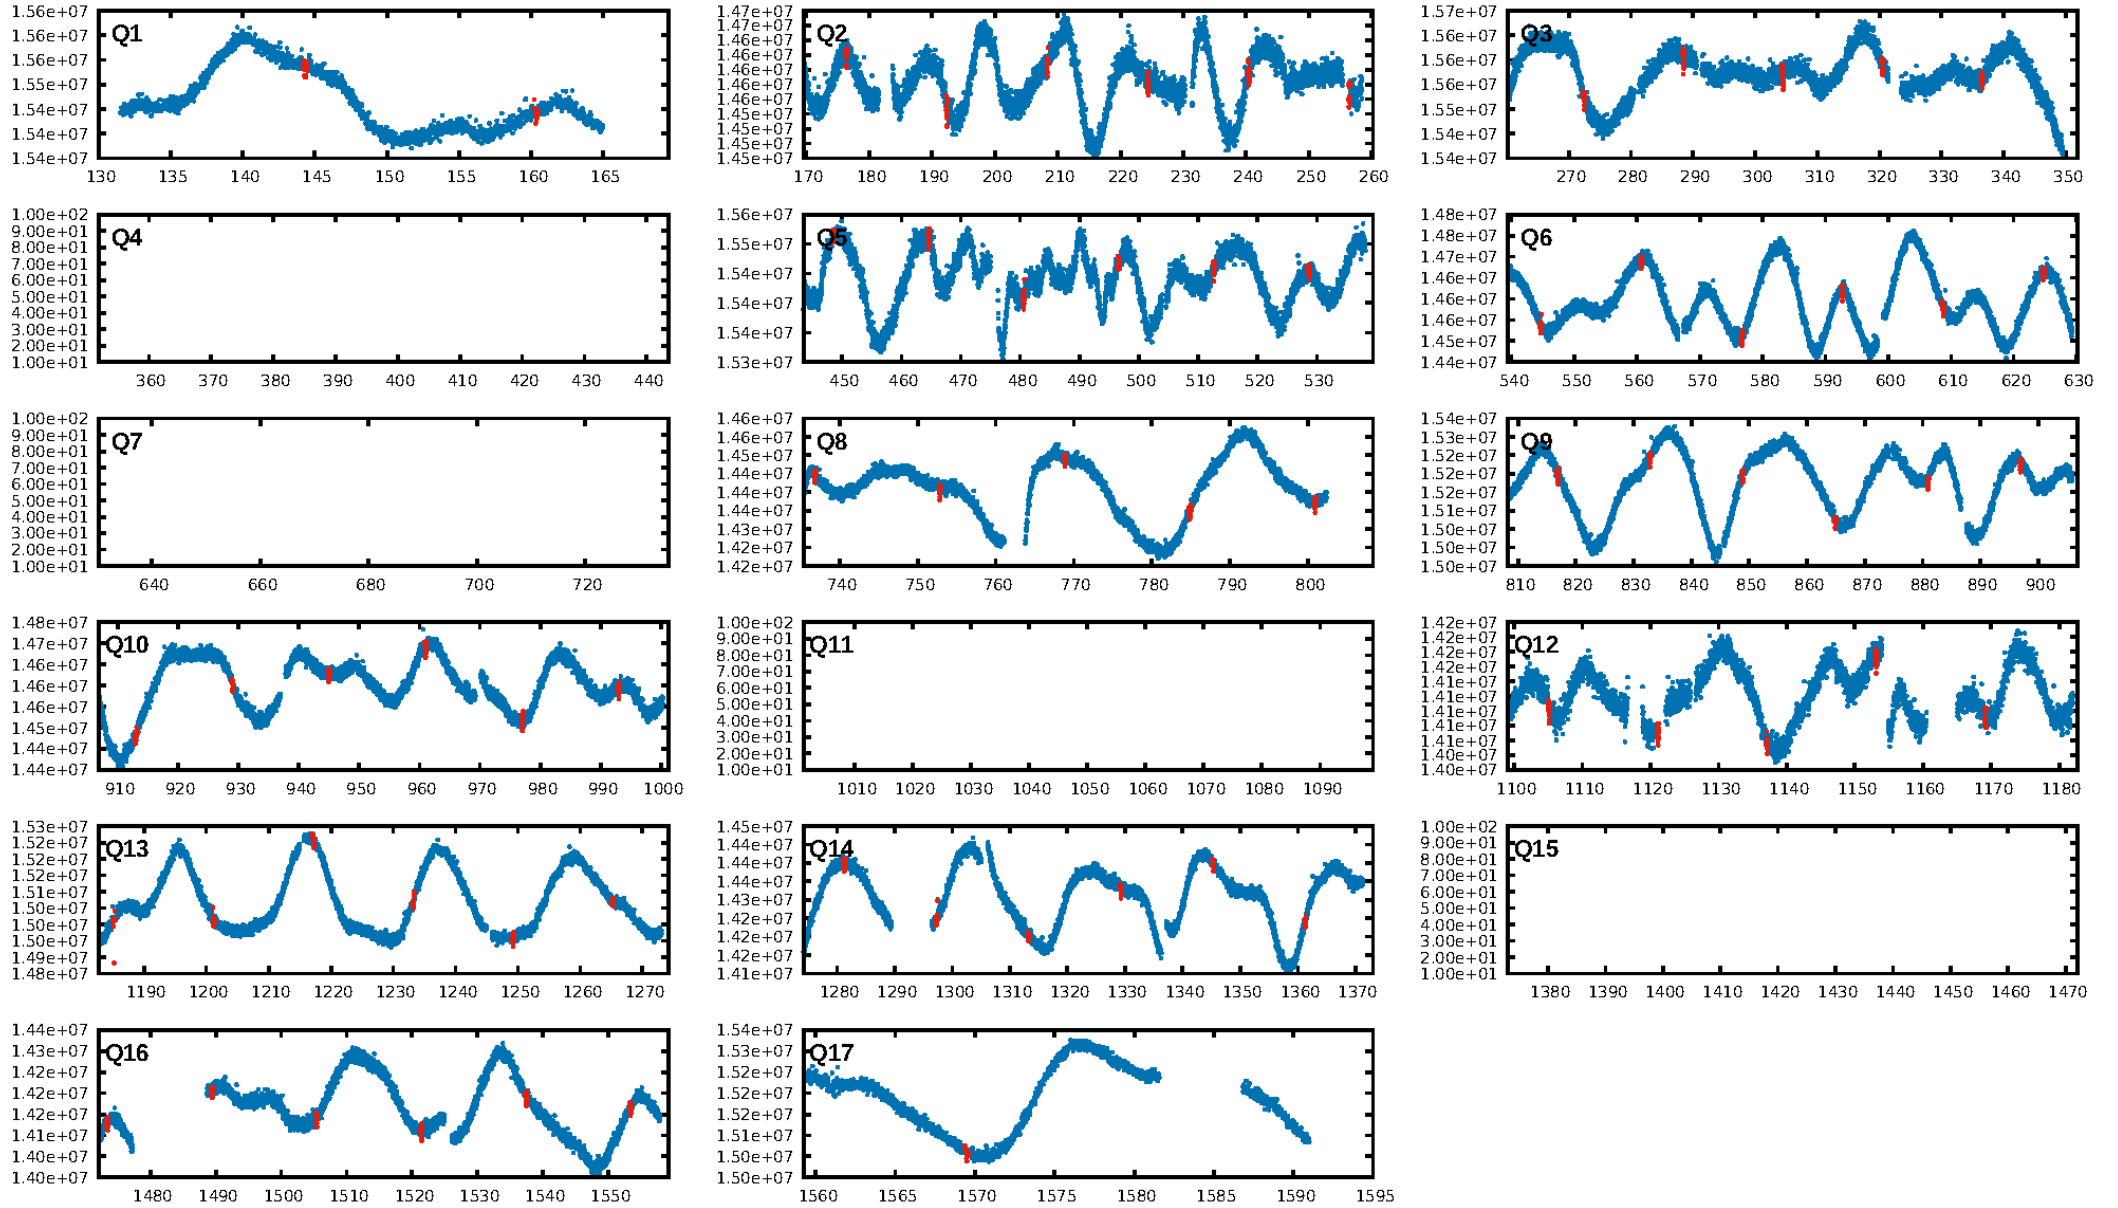 Q1
1.56e+07
1.56e+07
1.56e+07
1.55e+07
1.54e+07
1.54e+07
1.54e+07
130 135 140 145 150 155 160 165
Q2
1.47e+07
1.47e+07
1.46e+07
1.46e+07
1.46e+07
1.46e+07
1.46e+07
1.45e+07
1.45e+07
1.45e+07
1.45e+07
170 180 190 200 210 220 230 240 250 260
Q3
1.57e+07
1.56e+07
1.56e+07
1.56e+07
1.55e+07
1.54e+07
1.54e+07
270 280 290 300 310 320 330 340 350
Q4
1.00e+02
9.00e+01
8.00e+01
7.00e+01
6.00e+01
5.00e+01
4.00e+01
3.00e+01
2.00e+01
1.00e+01
360 370 380 390 400 410 420 430 440
Q5
1.56e+07
1.55e+07
1.54e+07
1.54e+07
1.54e+07
1.53e+07
450 460 470 480 490 500 510 520 530
Q6
1.48e+07
1.48e+07
1.46e+07
1.46e+07
1.46e+07
1.45e+07
1.44e+07
540 550 560 570 580 590 600 610 620 630
Q7
1.00e+02
9.00e+01
8.00e+01
7.00e+01
6.00e+01
5.00e+01
4.00e+01
3.00e+01
2.00e+01
1.00e+01
640 660 680 700 720
Q8
1.46e+07
1.46e+07
1.45e+07
1.44e+07
1.44e+07
1.44e+07
1.43e+07
1.42e+07
1.42e+07
740 750 760 770 780 790 800
Q9
1.54e+07
1.53e+07
1.52e+07
1.52e+07
1.52e+07
1.50e+07
1.50e+07
1.50e+07
810 820 830 840 850 860 870 880 890 900
Q10
1.48e+07
1.47e+07
1.46e+07
1.46e+07
1.46e+07
1.45e+07
1.44e+07
1.44e+07
910 920 930 940 950 960 970 980 990 1000
Q11
1.00e+02
9.00e+01
8.00e+01
7.00e+01
6.00e+01
5.00e+01
4.00e+01
3.00e+01
2.00e+01
1.00e+01
1010 1020 1030 1040 1050 1060 1070 1080 1090
Q12
1.42e+07
1.42e+07
1.42e+07
1.42e+07
1.41e+07
1.41e+07
1.41e+07
1.41e+07
1.41e+07
1.40e+07
1.40e+07
1100 1110 1120 1130 1140 1150 1160 1170 1180
Q13
1.53e+07
1.52e+07
1.52e+07
1.52e+07
1.51e+07
1.50e+07
1.50e+07
1.50e+07
1.49e+07
1.48e+07
1190 1200 1210 1220 1230 1240 1250 1260 1270
Q14
1.45e+07
1.44e+07
1.44e+07
1.44e+07
1.43e+07
1.42e+07
1.42e+07
1.42e+07
1.41e+07
1280 1290 1300 1310 1320 1330 1340 1350 1360 1370
Q15
1.00e+02
9.00e+01
8.00e+01
7.00e+01
6.00e+01
5.00e+01
4.00e+01
3.00e+01
2.00e+01
1.00e+01
1380 1390 1400 1410 1420 1430 1440 1450 1460 1470
Q16
1.44e+07
1.43e+07
1.42e+07
1.42e+07
1.42e+07
1.41e+07
1.40e+07
1.40e+07
1480 1490 1500 1510 1520 1530 1540 1550
Q17
1.54e+07
1.53e+07
1.52e+07
1.52e+07
1.52e+07
1.51e+07
1.50e+07
1.50e+07
1560 1565 1570 1575 1580 1585 1590 1595